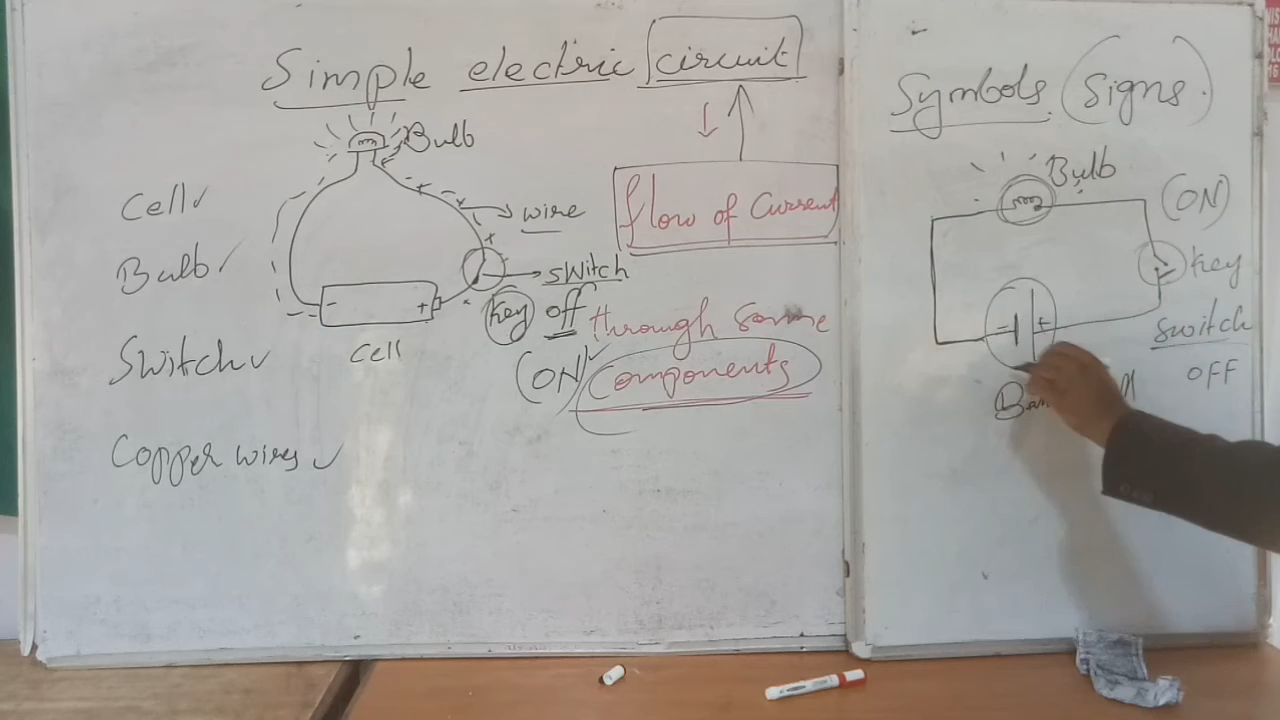 Simple electric circuit
Bulb
Cell
Bulb
Switch
Copper wires
wire
switch
Key off
(ON)
- +
Cell
flow of Current
through some
Components
Symbols (Signs)
Bulb
(ON)
Key
Switch
OFF
- +